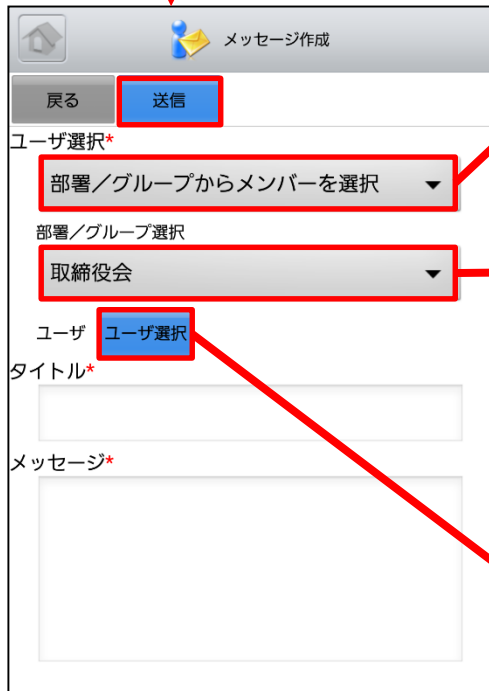 メッセージ作成
戻る 送信
ユーザ選択*
部署／グループからメンバーを選択
部署／グループ選択
取締役会
ユーザ ユーザ選択
タイトル*
メッセージ*